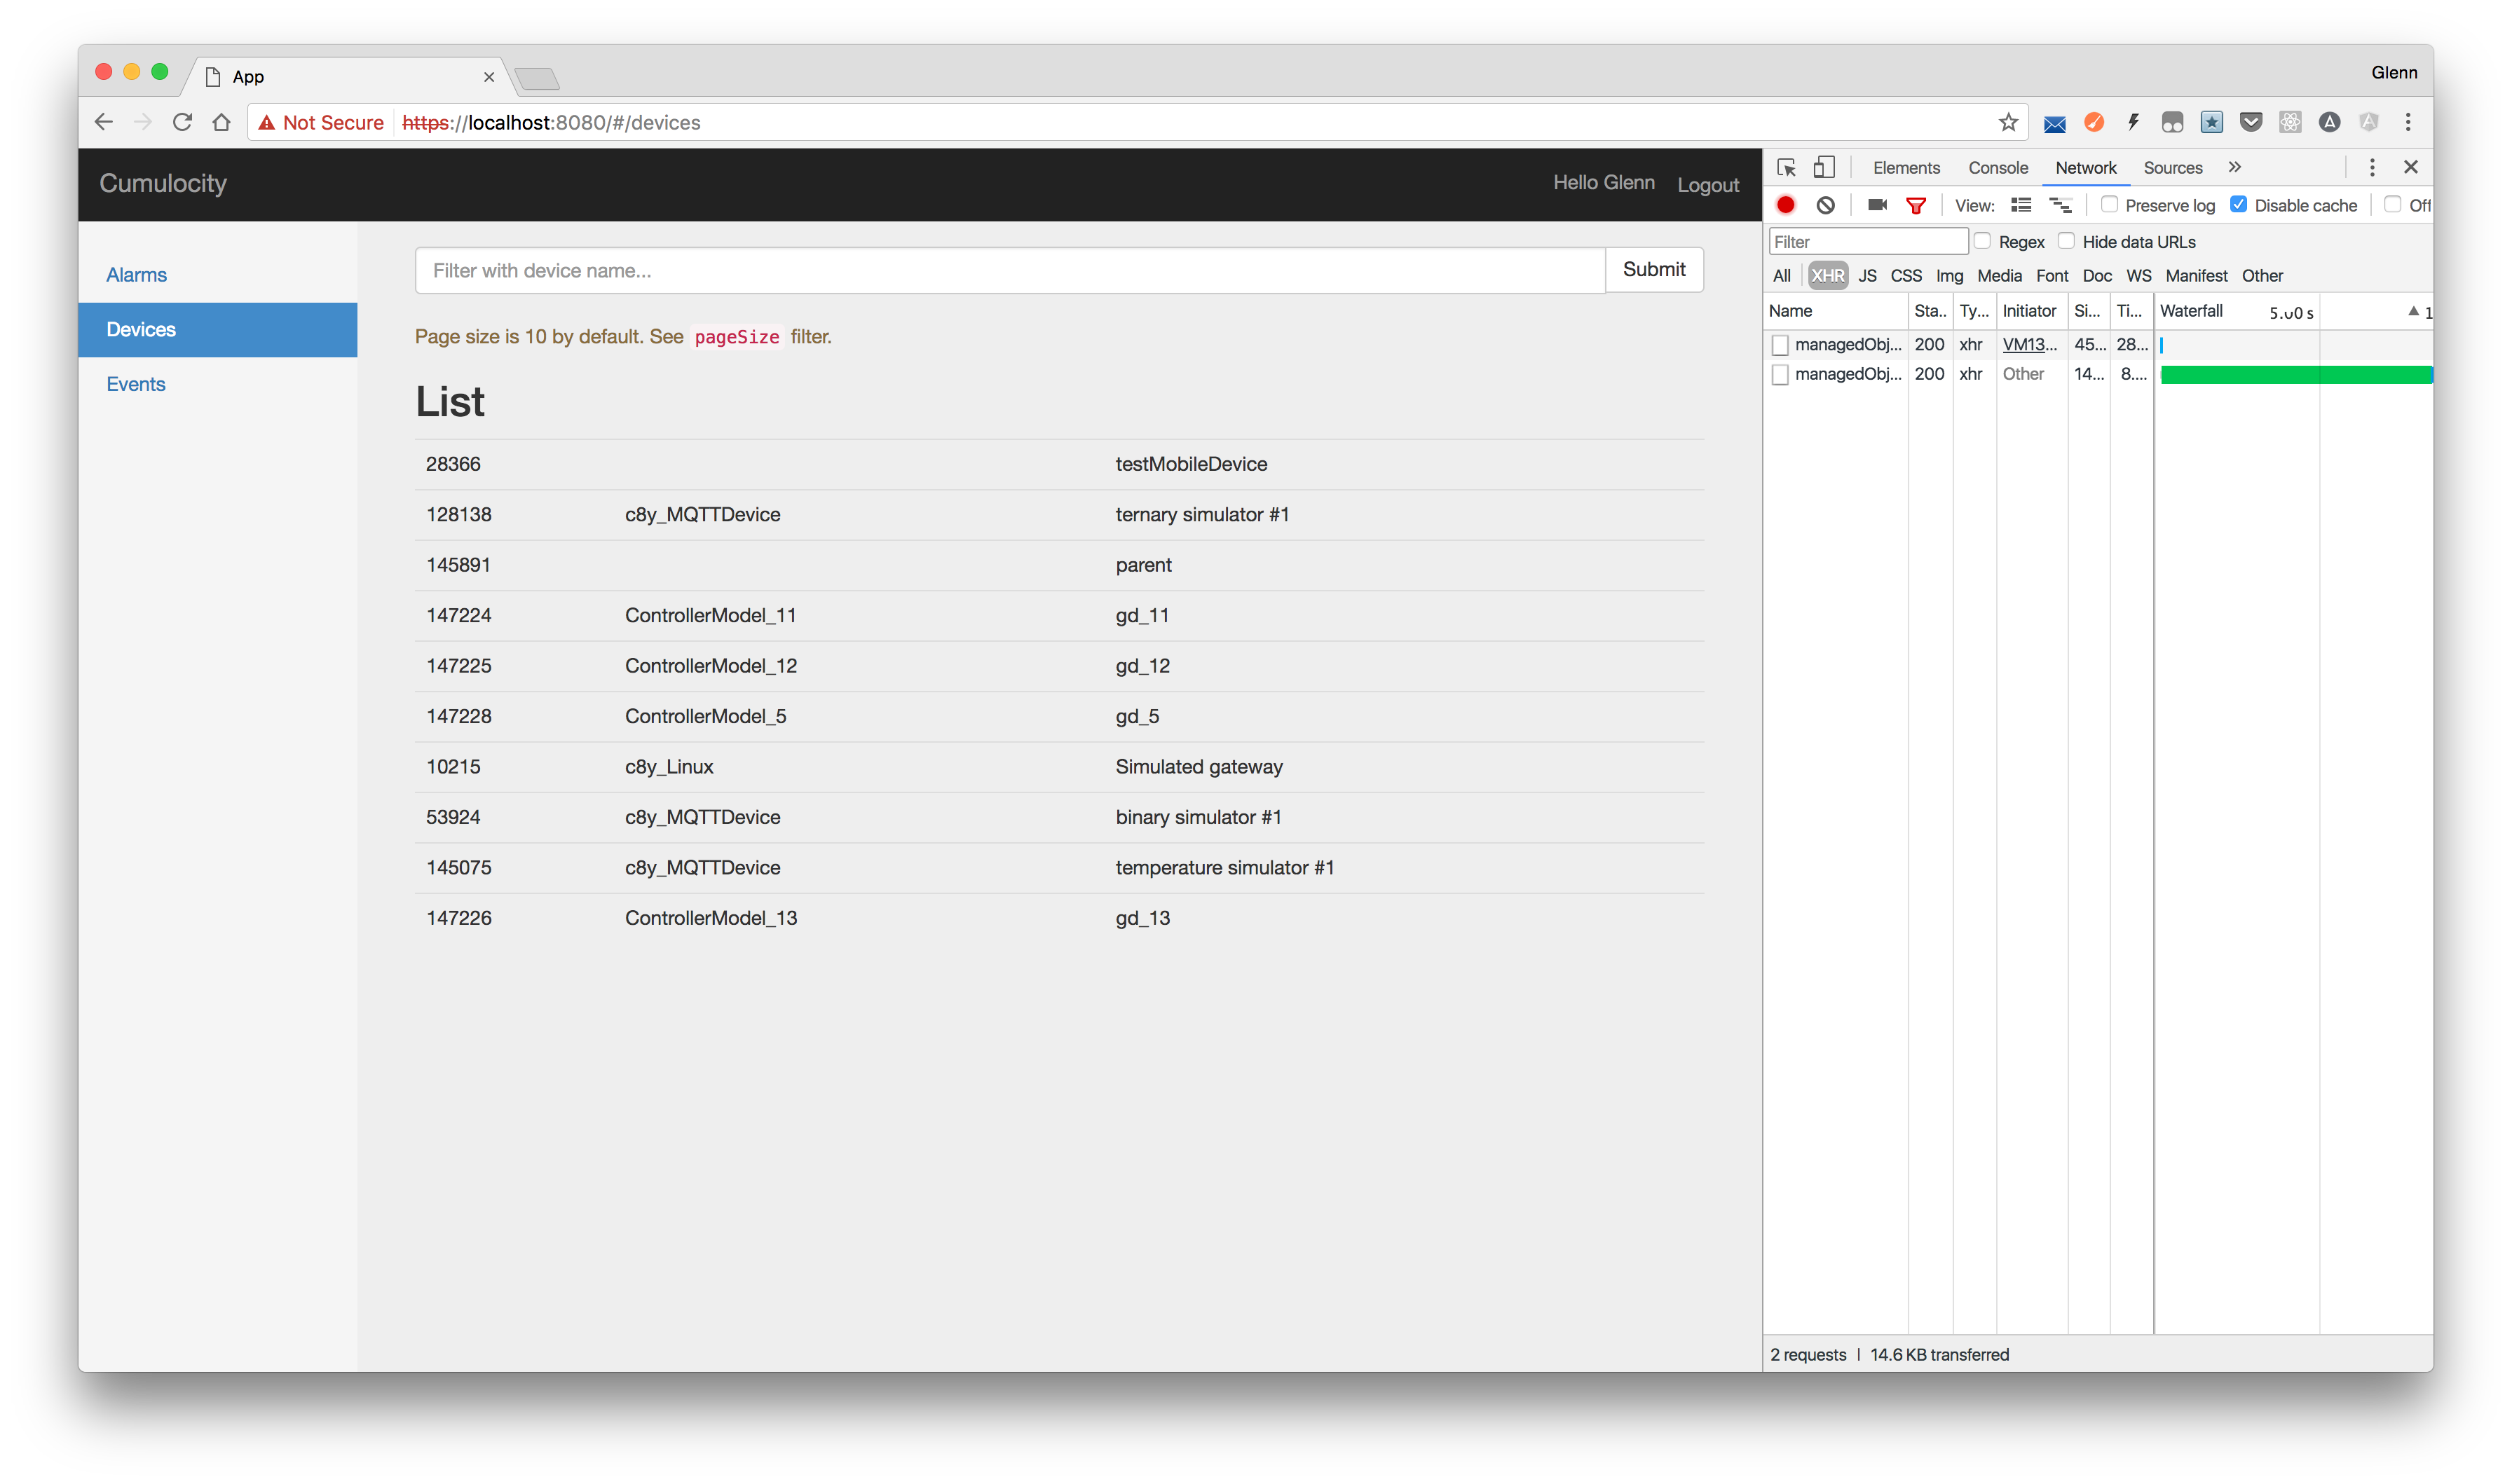 App
Glenn
Not Secure https://localhost:8080/#/devices
Cumulocity
Hello Glenn Logout
Alarms
Devices
Events
Filter with device name... Submit
Page size is 10 by default. See pageSize filter.
List
28366 testMobileDevice
128138 c8y_MQTTDevice ternary simulator #1
145891 parent
147224 ControllerModel_11 gd_11
147225 ControllerModel_12 gd_12
147228 ControllerModel_5 gd_5
10215 c8y_Linux Simulated gateway
53924 c8y_MQTTDevice binary simulator #1
145075 c8y_MQTTDevice temperature simulator #1
147226 ControllerModel_13 gd_13
Elements Console Network Sources »
View: Preserve log Disable cache Off
Filter Regex Hide data URLs
All XHR JS CSS Img Media Font Doc WS Manifest Other
Name Sta.. Ty... Initiator Si... Ti... Waterfall 5.00 s ▲ 1
managedObj... 200 xhr VM13... 45... 28...
managedObj... 200 xhr Other 14... 8....
2 requests | 14.6 KB transferred